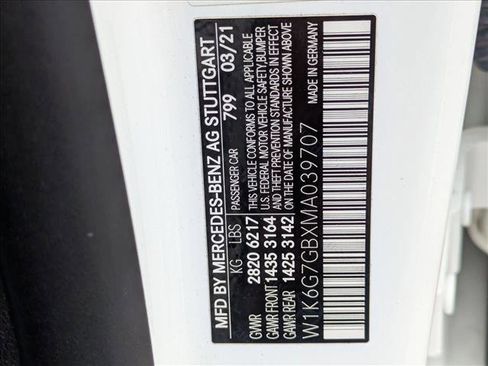 MFD BY MERCEDES-BENZ AG STUTTGART
799 03/21
KG LBS PASSENGER CAR
GVWR 2820 6217 THIS VEHICLE CONFORMS TO ALL APPLICABLE
U.S. FEDERAL MOTOR VEHICLE SAFETY,BUMPER
GAWR FRONT 1435 3164 AND THEFT PREVENTION STANDARDS IN EFFECT
GAWR REAR 1425 3142 ON THE DATE OF MANUFACTURE SHOWN ABOVE
MADE IN GERMANY
W1K6G7GBXMA039707